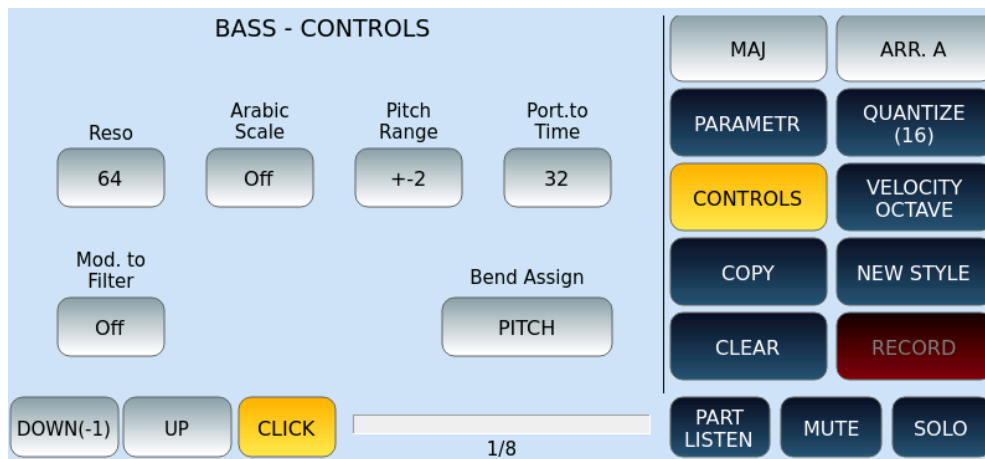 BASS - CONTROLS
MAJ
ARR. A
Reso
Arabic
Scale
Pitch
Range
Port.to
Time
PARAMETR
QUANTIZE
(16)
64
Off
+-2
32
CONTROLS
VELOCITY
OCTAVE
Mod. to
Filter
Bend Assign
COPY
NEW STYLE
Off
PITCH
CLEAR
RECORD
DOWN(-1)
UP
CLICK
1/8
PART
LISTEN
MUTE
SOLO